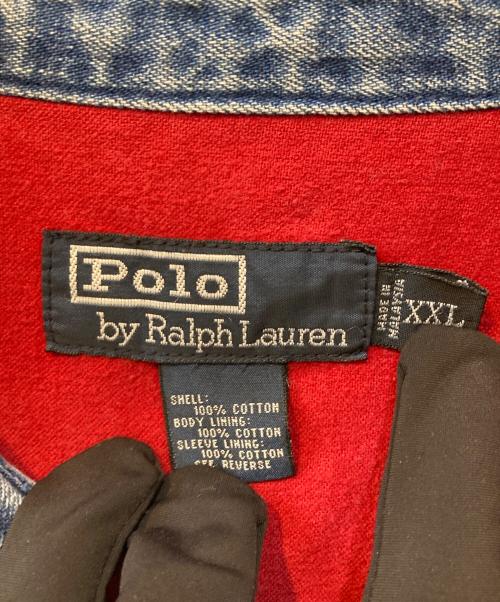 Polo
by Ralph Lauren
MADE IN
MALAYSIA
XXL
SHELL:
100% COTTON
BODY LINING:
100% COTTON
SLEEVE LINING:
100% COTTON
SEE REVERSE